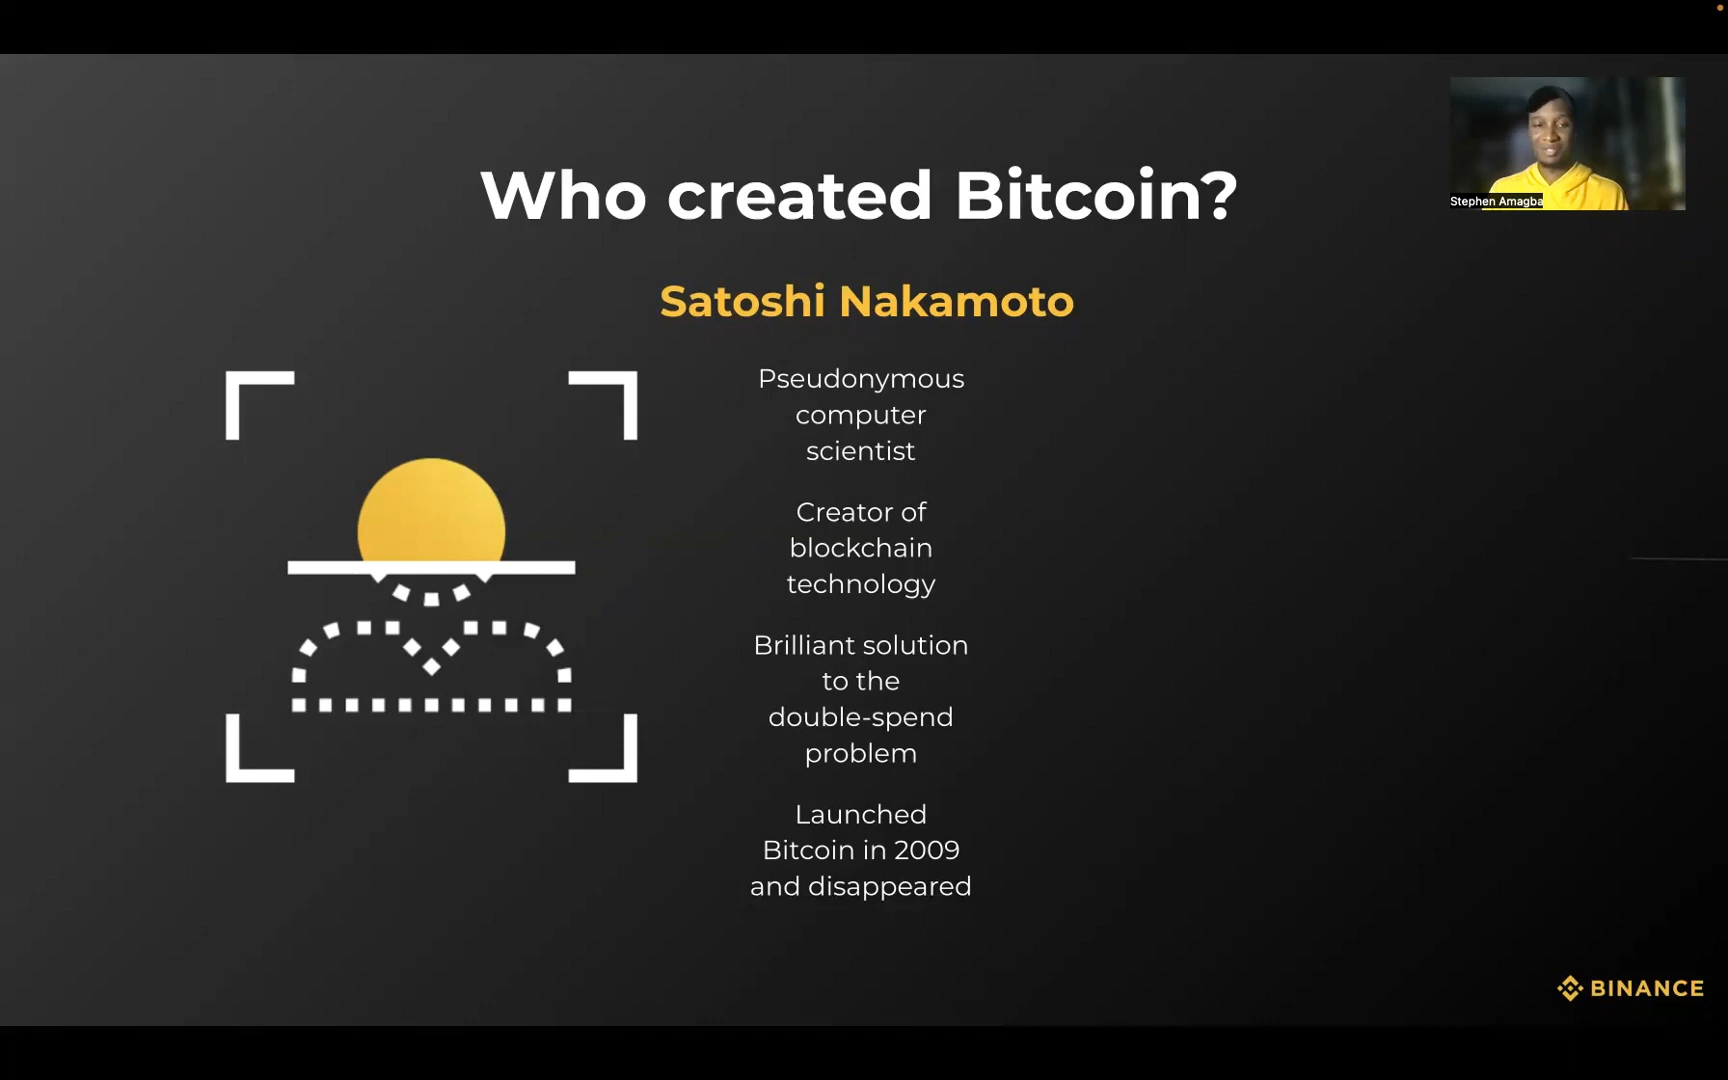 Who created Bitcoin?
Stephen Amagba
Satoshi Nakamoto
Pseudonymous
computer
scientist
Creator of
blockchain
technology
Brilliant solution
to the
double-spend
problem
Launched
Bitcoin in 2009
and disappeared
BINANCE